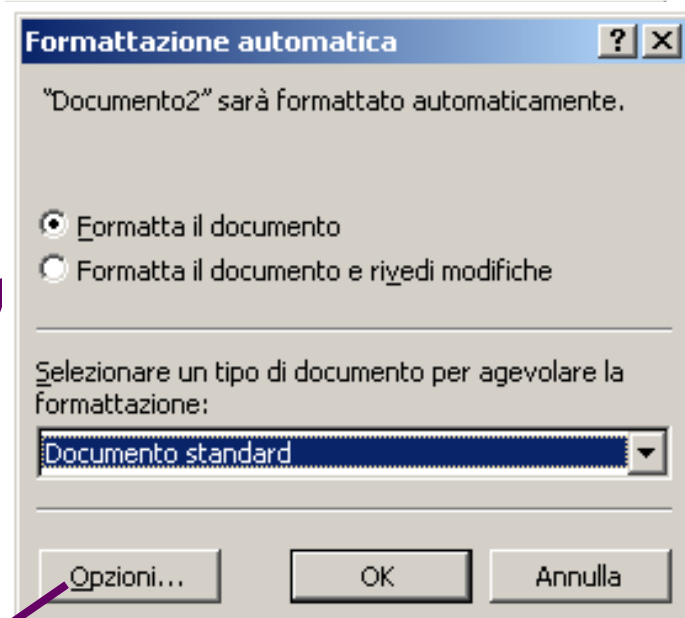 Formattazione automatica
"Documento2" sarà formattato automaticamente.
Formatta il documento
Formatta il documento e rivedi modifiche
Selezionare un tipo di documento per agevolare la
formattazione:
Documento standard
Opzioni... OK Annulla